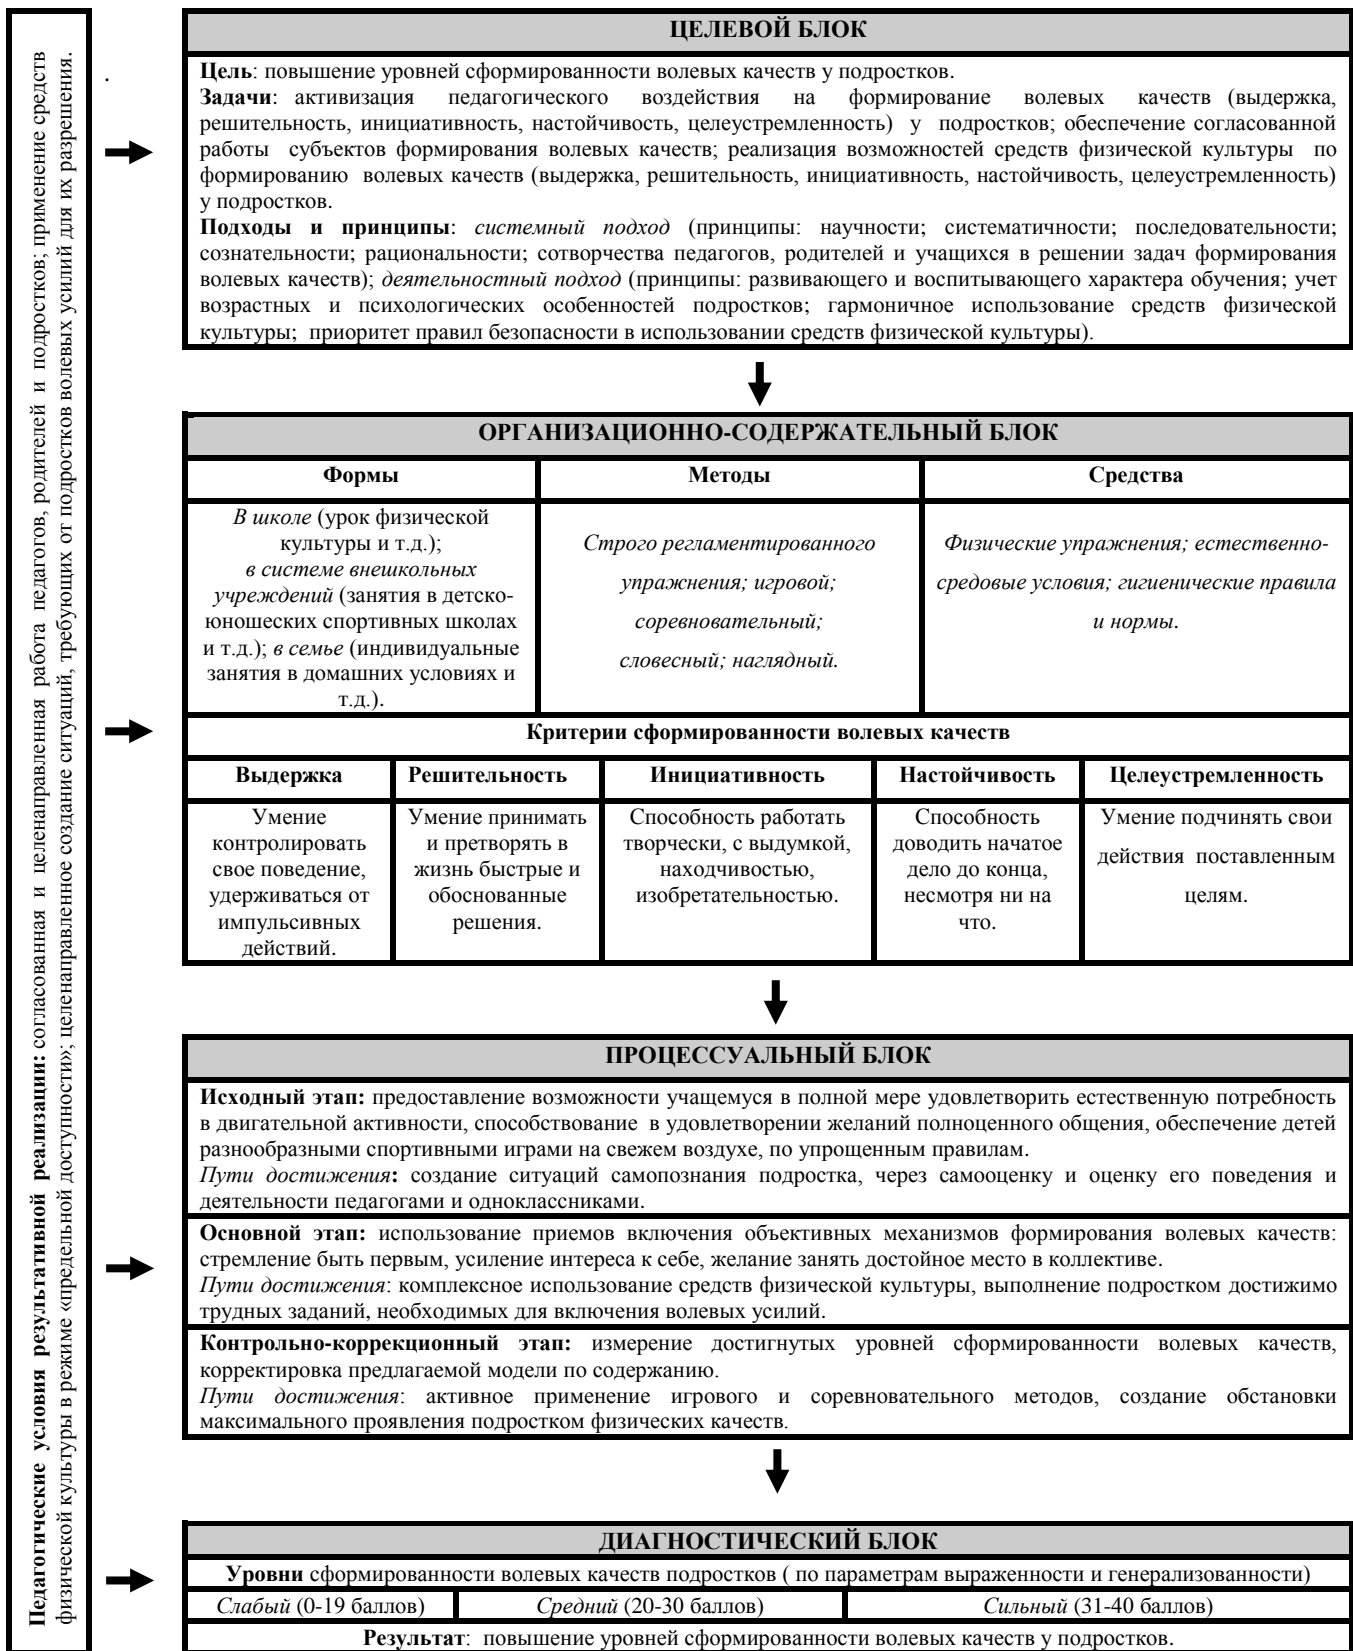 Педагогические условия результативной реализации: согласованная и целенаправленная работа педагогов, родителей и подростков; применение средств
физической культуры в режиме «предельной доступности»; целенаправленное создание ситуаций, требующих от подростков волевых усилий для их разрешения.
.
ЦЕЛЕВОЙ БЛОК
Цель: повышение уровней сформированности волевых качеств у подростков.
Задачи: активизация педагогического воздействия на формирование волевых качеств (выдержка,
решительность, инициативность, настойчивость, целеустремленность) у подростков; обеспечение согласованной
работы субъектов формирования волевых качеств; реализация возможностей средств физической культуры по
формированию волевых качеств (выдержка, решительность, инициативность, настойчивость, целеустремленность)
у подростков.
Подходы и принципы: системный подход (принципы: научности; систематичности; последовательности;
сознательности; рациональности; сотворчества педагогов, родителей и учащихся в решении задач формирования
волевых качеств); деятельностный подход (принципы: развивающего и воспитывающего характера обучения; учет
возрастных и психологических особенностей подростков; гармоничное использование средств физической
культуры; приоритет правил безопасности в использовании средств физической культуры).
ОРГАНИЗАЦИОННО-СОДЕРЖАТЕЛЬНЫЙ БЛОК
Формы
В школе (урок физической
культуры и т.д.);
в системе внешкольных
учреждений (занятия в детско-
юношеских спортивных школах
и т.д.); в семье (индивидуальные
занятия в домашних условиях и
т.д.).
Методы
Строго регламентированного
упражнения; игровой;
соревновательный;
словесный; наглядный.
Средства
Физические упражнения; естественно-
средовые условия; гигиенические правила
и нормы.
Критерии сформированности волевых качеств
Выдержка
Умение
контролировать
свое поведение,
удерживаться от
импульсивных
действий.
Решительность
Умение принимать
и претворять в
жизнь быстрые и
обоснованные
решения.
Инициативность
Способность работать
творчески, с выдумкой,
находчивостью,
изобретательностью.
Настойчивость
Способность
доводить начатое
дело до конца,
несмотря ни на
что.
Целеустремленность
Умение подчинять свои
действия поставленным
целям.
ПРОЦЕССУАЛЬНЫЙ БЛОК
Исходный этап: предоставление возможности учащемуся в полной мере удовлетворить естественную потребность
в двигательной активности, способствование в удовлетворении желаний полноценного общения, обеспечение детей
разнообразными спортивными играми на свежем воздухе, по упрощенным правилам.
Пути достижения: создание ситуаций самопознания подростка, через самооценку и оценку его поведения и
деятельности педагогами и одноклассниками.
Основной этап: использование приемов включения объективных механизмов формирования волевых качеств:
стремление быть первым, усиление интереса к себе, желание занять достойное место в коллективе.
Пути достижения: комплексное использование средств физической культуры, выполнение подростком достижимо
трудных заданий, необходимых для включения волевых усилий.
Контрольно-коррекционный этап: измерение достигнутых уровней сформированности волевых качеств,
корректировка предлагаемой модели по содержанию.
Пути достижения: активное применение игрового и соревновательного методов, создание обстановки
максимального проявления подростком физических качеств.
ДИАГНОСТИЧЕСКИЙ БЛОК
Уровни сформированности волевых качеств подростков ( по параметрам выраженности и генерализованности)
Слабый (0-19 баллов)
Средний (20-30 баллов)
Сильный (31-40 баллов)
Результат: повышение уровней сформированности волевых качеств у подростков.